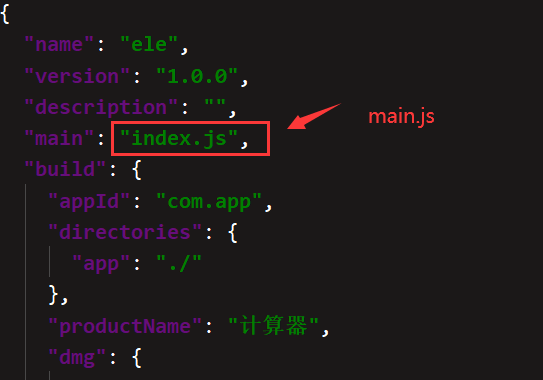 {
"name": "ele",
"version": "1.0.0",
"description": "",
"main": "index.js",
main.js
"build": {
"appId": "com.app",
"directories": {
"app": "./"
},
"productName": "计算器",
"dmg": {